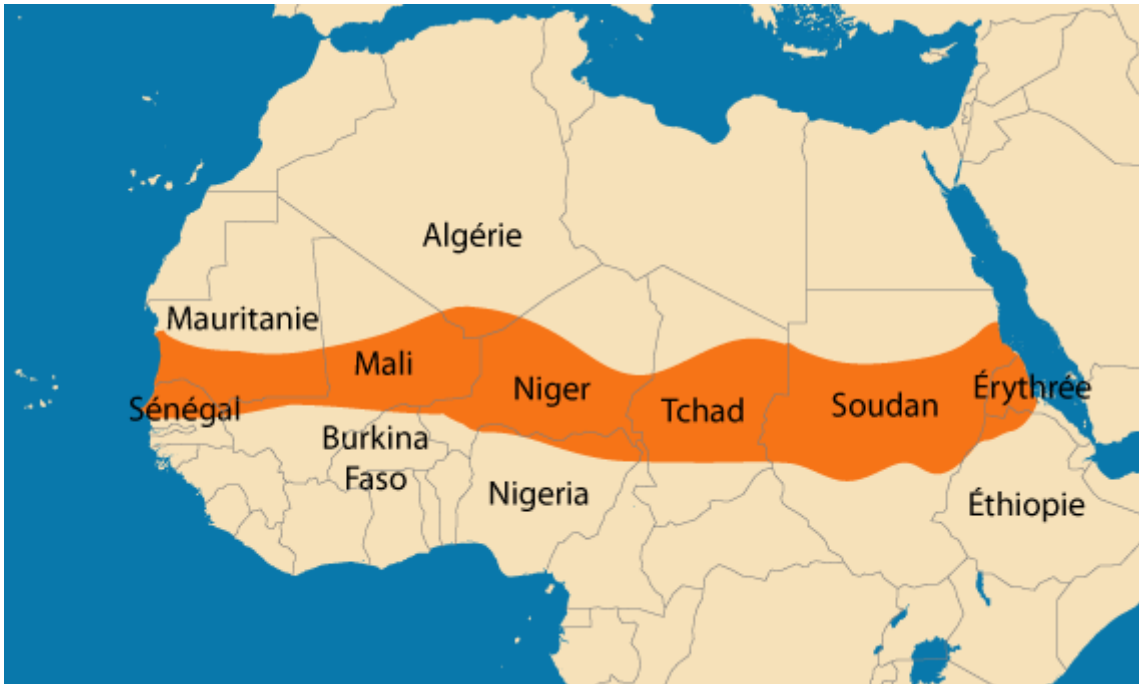 Algérie
Mauritanie
Mali
Niger
Tchad
Soudan
Érythrée
Sénégal
Burkina
Faso
Nigeria
Éthiopie